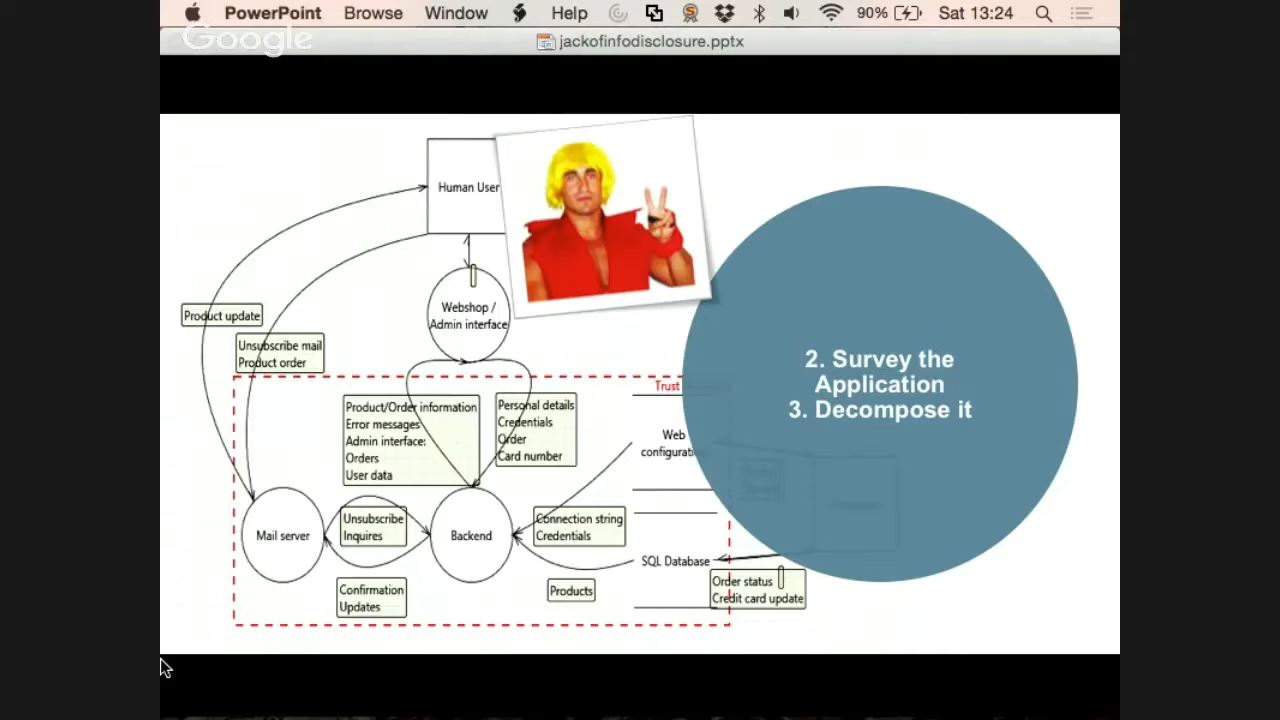 PowerPoint Browse Window Help 90% Sat 13:24
Google
jackofinfodisclosure.pptx
Human User
Webshop /
Admin interface
Product update
Unsubscribe mail
Product order
Trust
Product/Order information
Error messages
Admin interface:
Orders
User data
Personal details
Credentials
Order
Card number
Web
configurati
2. Survey the
Application
3. Decompose it
Mail server
Unsubscribe
Inquires
Backend
Connection string
Credentials
SQL Database
Confirmation
Updates
Products
Order status
Credit card update